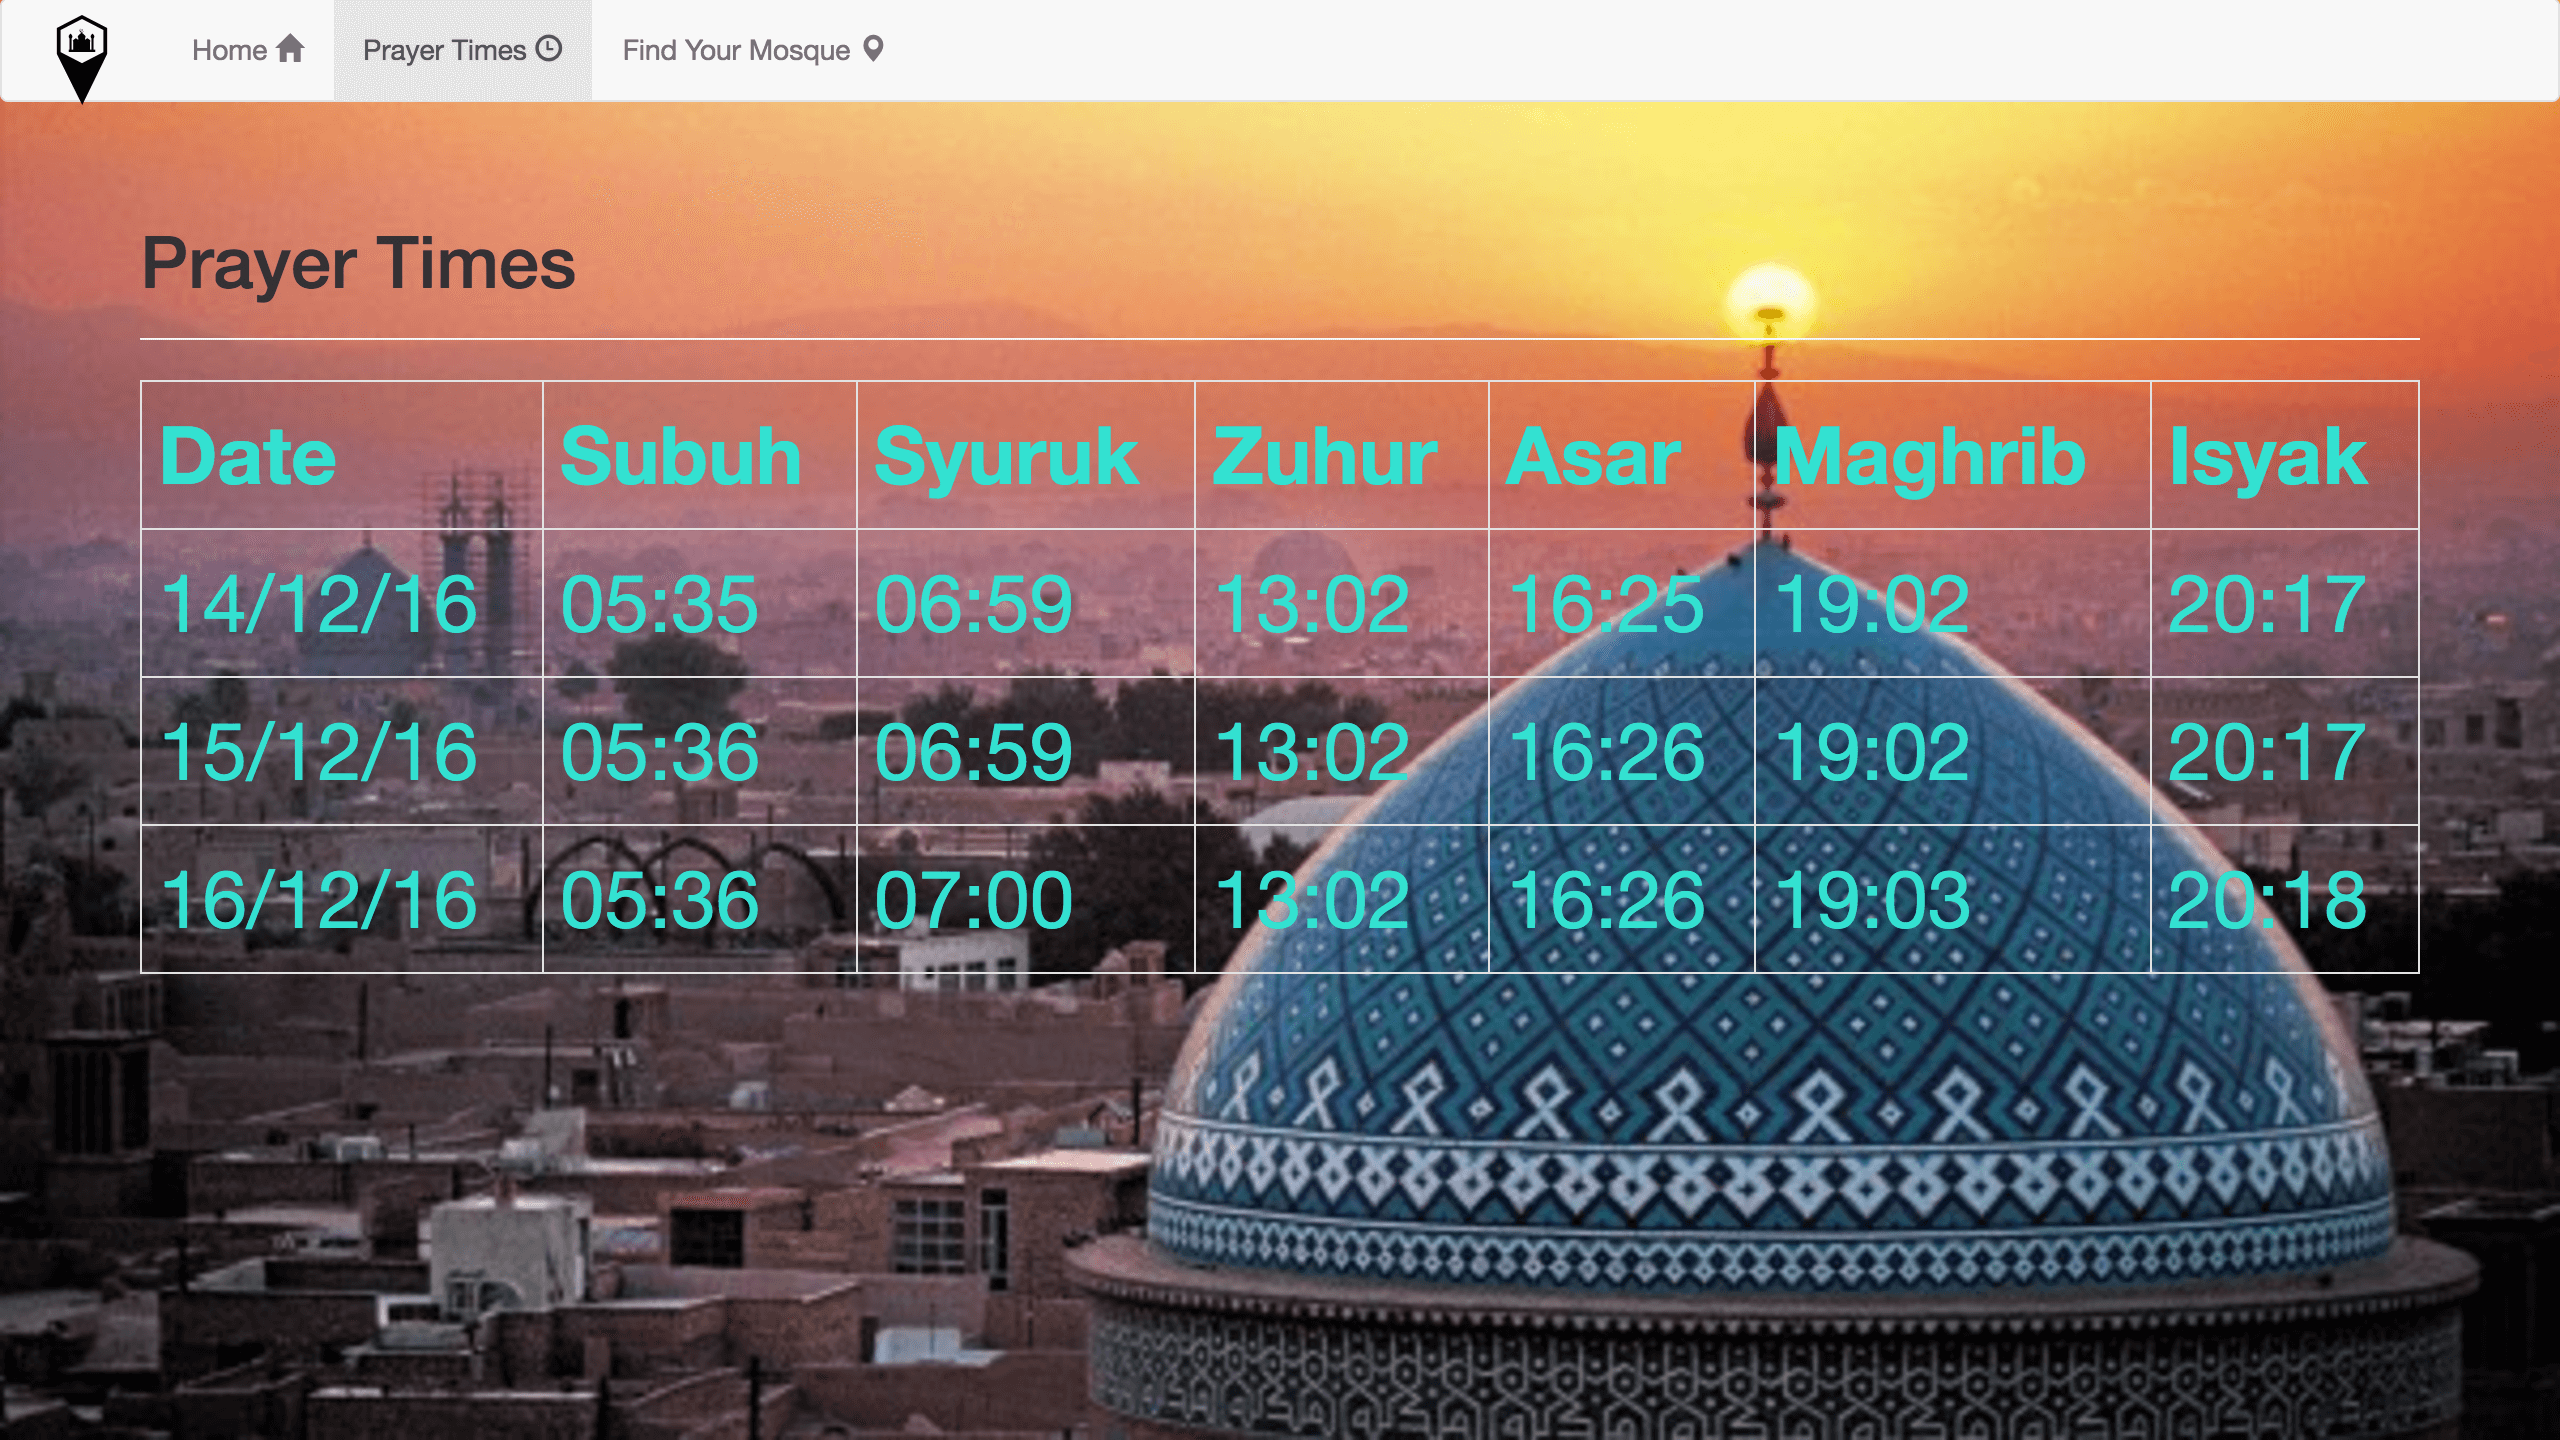 Home Prayer Times Find Your Mosque
Prayer Times
Date Subuh Syuruk Zuhur Asar Maghrib Isyak
14/12/16 05:35 06:59 13:02 16:25 19:02 20:17
15/12/16 05:36 06:59 13:02 16:26 19:02 20:17
16/12/16 05:36 07:00 13:02 16:26 19:03 20:18